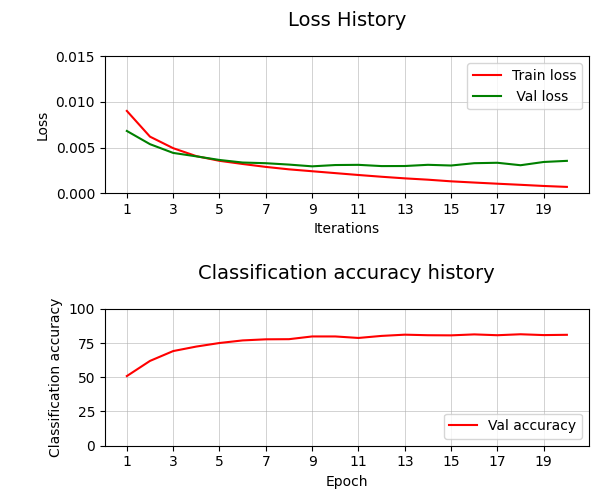 Loss History
0.015
0.010
0.005
0.000
Loss
Train loss
Val loss
1 3 5 7 9 11 13 15 17 19
Iterations
Classification accuracy history
100
75
50
25
0
Classification accuracy
Val accuracy
1 3 5 7 9 11 13 15 17 19
Epoch